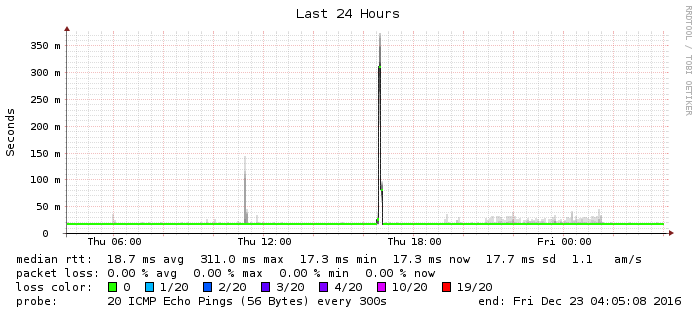 Last 24 Hours
RRDTOOL / TOBI OETIKER
Seconds
350 m
300 m
250 m
200 m
150 m
100 m
50 m
0
Thu 06:00 Thu 12:00 Thu 18:00 Fri 00:00
median rtt: 18.7 ms avg 311.0 ms max 17.3 ms min 17.3 ms now 17.7 ms sd 1.1 am/s
packet loss: 0.00 % avg 0.00 % max 0.00 % min 0.00 % now
loss color: 0 1/20 2/20 3/20 4/20 10/20 19/20
probe: 20 ICMP Echo Pings (56 Bytes) every 300s end: Fri Dec 23 04:05:08 2016